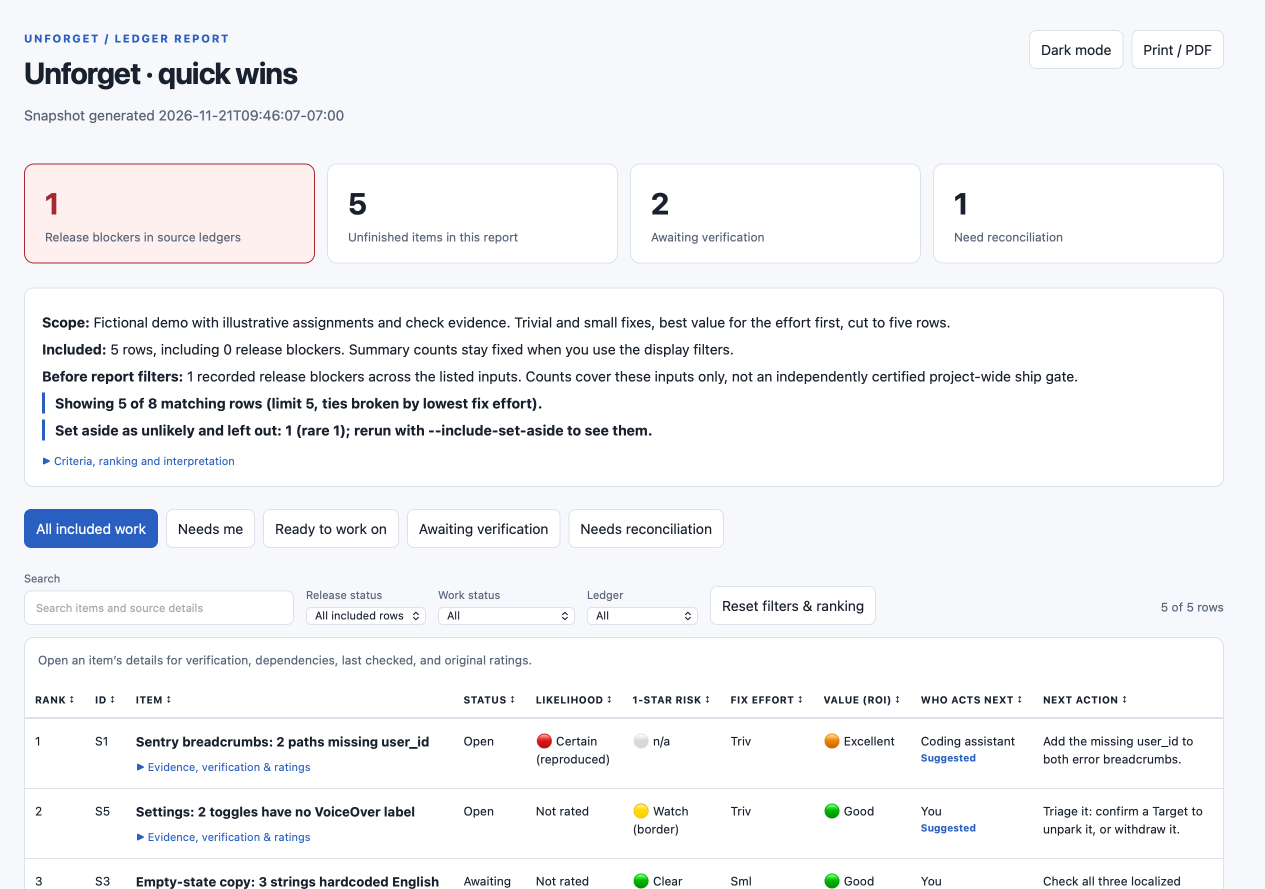 UNFORGET / LEDGER REPORT
Unforget · quick wins
Snapshot generated 2026-11-21T09:46:07-07:00
Dark mode
Print / PDF
1
Release blockers in source ledgers
5
Unfinished items in this report
2
Awaiting verification
1
Need reconciliation
Scope: Fictional demo with illustrative assignments and check evidence. Trivial and small fixes, best value for the effort first, cut to five rows.
Included: 5 rows, including 0 release blockers. Summary counts stay fixed when you use the display filters.
Before report filters: 1 recorded release blockers across the listed inputs. Counts cover these inputs only, not an independently certified project-wide ship gate.
Showing 5 of 8 matching rows (limit 5, ties broken by lowest fix effort).
Set aside as unlikely and left out: 1 (rare 1); rerun with --include-set-aside to see them.
▶ Criteria, ranking and interpretation
All included work
Needs me
Ready to work on
Awaiting verification
Needs reconciliation
Search
Search items and source details
Release status
All included rows
Work status
All
Ledger
All
Reset filters & ranking
5 of 5 rows
Open an item's details for verification, dependencies, last checked, and original ratings.
RANK ↕ ID ↕ ITEM ↕ STATUS ↕ LIKELIHOOD ↕ 1-STAR RISK ↕ FIX EFFORT ↕ VALUE (ROI) ↕ WHO ACTS NEXT ↕ NEXT ACTION ↕
1 S1 Sentry breadcrumbs: 2 paths missing user_id Open Certain n/a Triv Excellent Coding assistant Add the missing user_id to
(reproduced) Suggested both error breadcrumbs.
▶ Evidence, verification & ratings
2 S5 Settings: 2 toggles have no VoiceOver label Open Not rated Watch Triv Good You Triage it: confirm a Target to
(border) Suggested unpark it, or withdraw it.
▶ Evidence, verification & ratings
3 S3 Empty-state copy: 3 strings hardcoded English Awaiting Not rated Clear Sml Good You Check all three localized